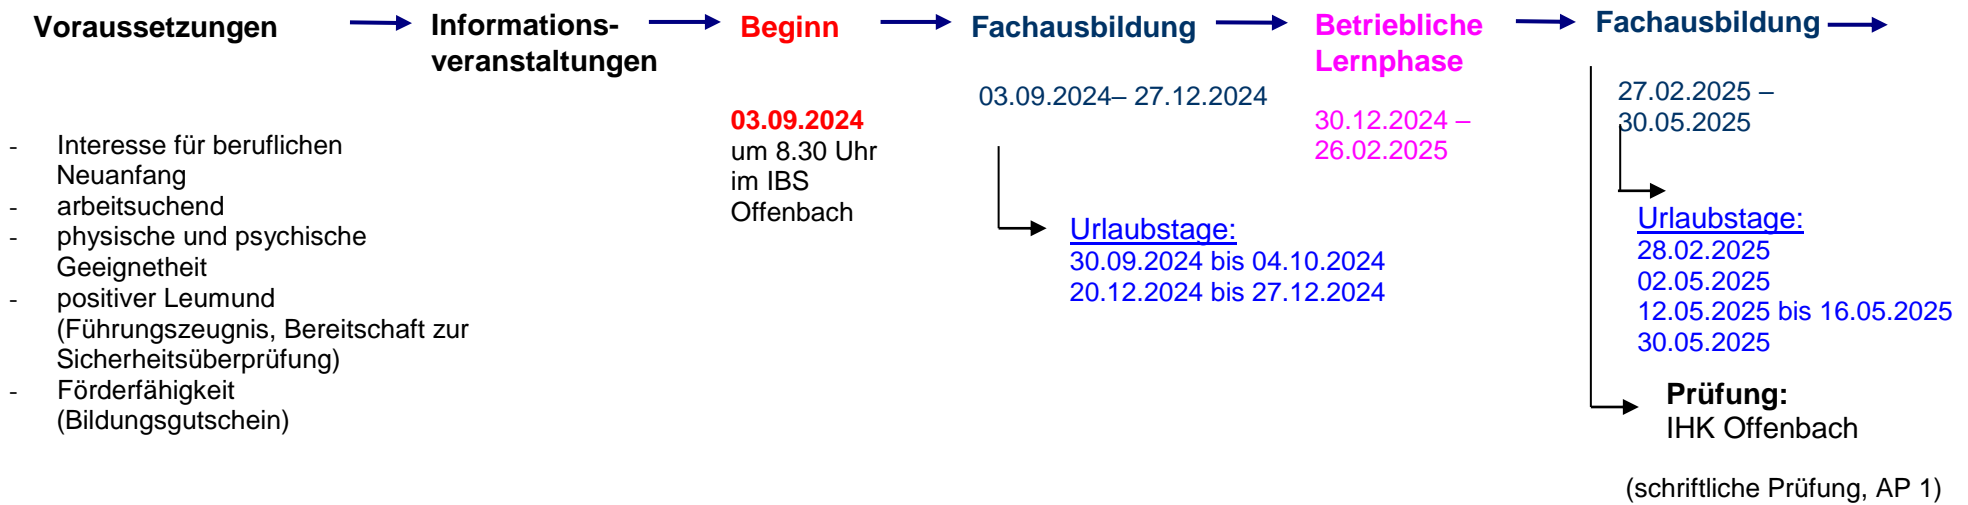 Voraussetzungen
- Interesse für beruflichen
Neuanfang
- arbeitsuchend
- physische und psychische
Geeignetheit
- positiver Leumund
(Führungszeugnis, Bereitschaft zur
Sicherheitsüberprüfung)
- Förderfähigkeit
(Bildungsgutschein)
Informations-
veranstaltungen
Beginn
03.09.2024
um 8.30 Uhr
im IBS
Offenbach
Fachausbildung
03.09.2024– 27.12.2024
Urlaubstage:
30.09.2024 bis 04.10.2024
20.12.2024 bis 27.12.2024
Betriebliche
Lernphase
30.12.2024 –
26.02.2025
Fachausbildung
27.02.2025 –
30.05.2025
Urlaubstage:
28.02.2025
02.05.2025
12.05.2025 bis 16.05.2025
30.05.2025
Prüfung:
IHK Offenbach
(schriftliche Prüfung, AP 1)